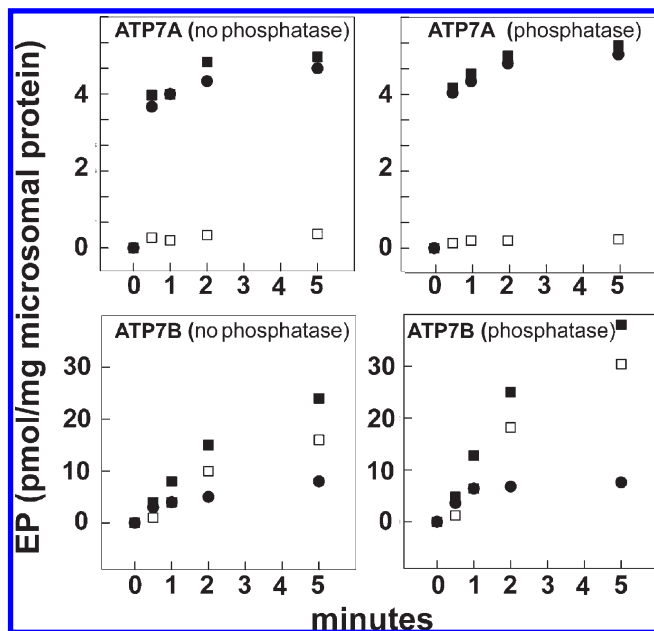 EP (pmol/mg microsomal protein)
ATP7A (no phosphatase)
4
2
0
0 1 2 3 4 5
ATP7A (phosphatase)
4
2
0
0 1 2 3 4 5
ATP7B (no phosphatase)
30
20
10
0
0 1 2 3 4 5
ATP7B (phosphatase)
30
20
10
0
0 1 2 3 4 5
minutes